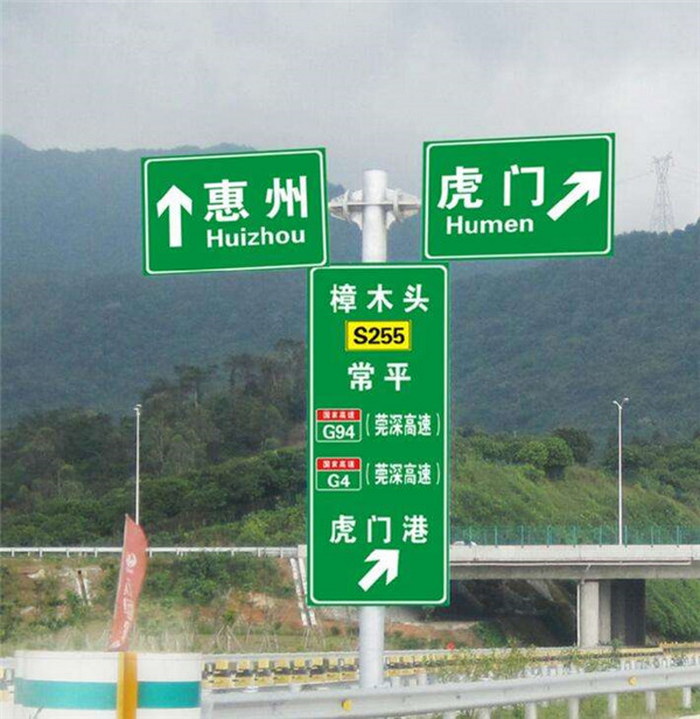 惠州
Huizhou
虎门
Humen
樟木头
S255
常平
国家高速
G94
(莞深高速)
国家高速
G4
(莞深高速)
虎门港